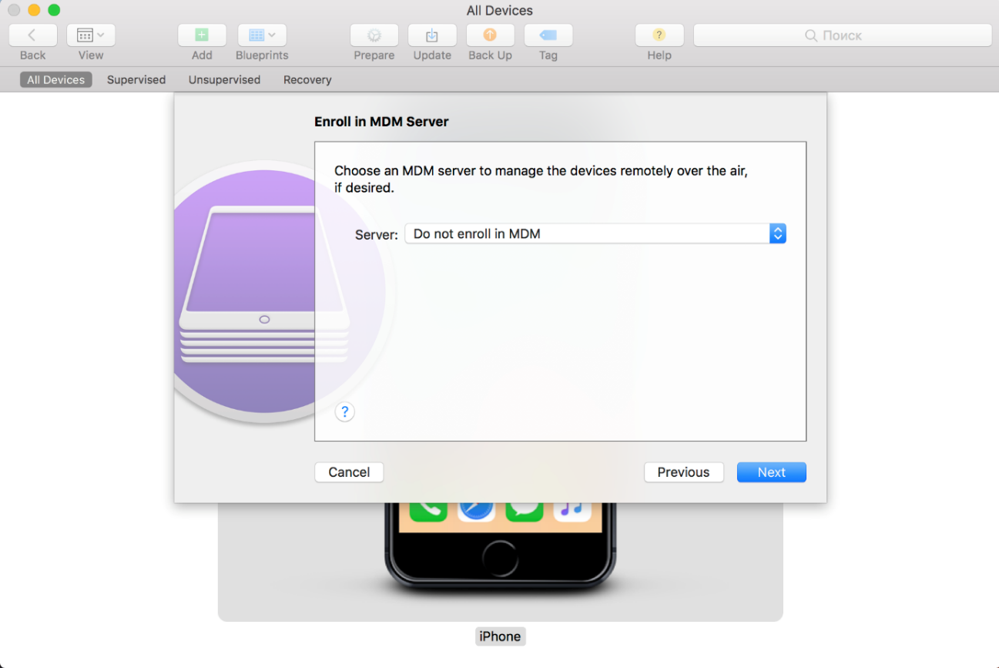 All Devices
Back
View
Add
Blueprints
Prepare
Update
Back Up
Tag
?
Help
Поиск
All Devices
Supervised
Unsupervised
Recovery
Enroll in MDM Server
Choose an MDM server to manage the devices remotely over the air,
if desired.
Server:
Do not enroll in MDM
?
Cancel
Previous
Next
iPhone